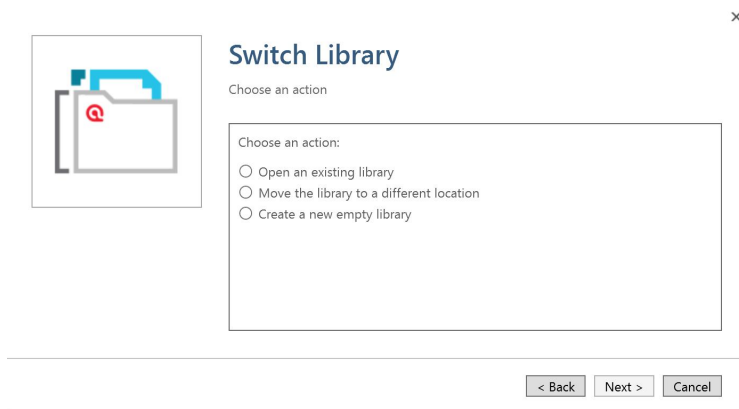 Switch Library
Choose an action
Choose an action:
Open an existing library
Move the library to a different location
Create a new empty library
< Back
Next >
Cancel